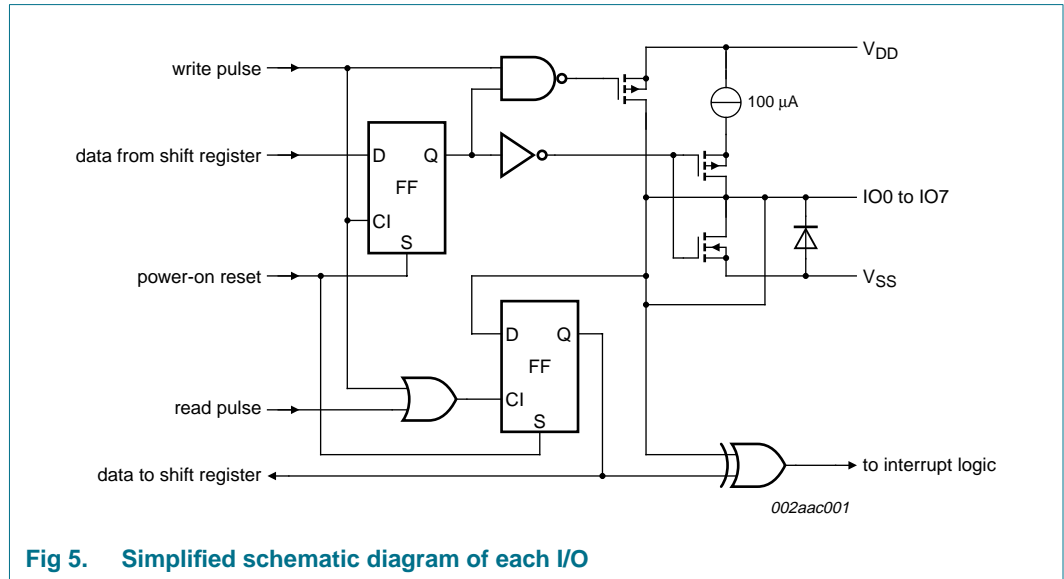 write pulse
V_DD
100 μA
data from shift register
D
Q
FF
CI
S
IO0 to IO7
power-on reset
V_SS
D
Q
FF
CI
S
read pulse
data to shift register
to interrupt logic
002aac001
Fig 5. Simplified schematic diagram of each I/O